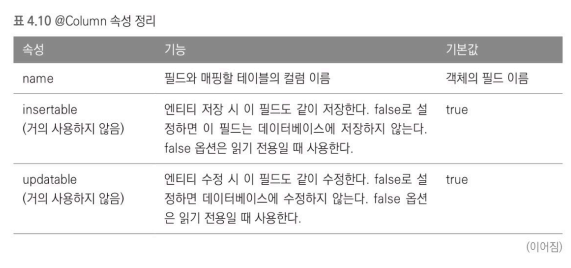 표 4.10 @Column 속성 정리
속성 기능 기본값
name 필드와 매핑할 테이블의 컬럼 이름 객체의 필드 이름
insertable 엔티티 저장 시 이 필드도 같이 저장한다. false로 설 true
(거의 사용하지 않음) 정하면 이 필드는 데이터베이스에 저장하지 않는다.
false 옵션은 읽기 전용일 때 사용한다.
updatable 엔티티 수정 시 이 필드도 같이 수정한다. false로 설 true
(거의 사용하지 않음) 정하면 데이터베이스에 수정하지 않는다. false 옵션
은 읽기 전용일 때 사용한다.
(이어짐)